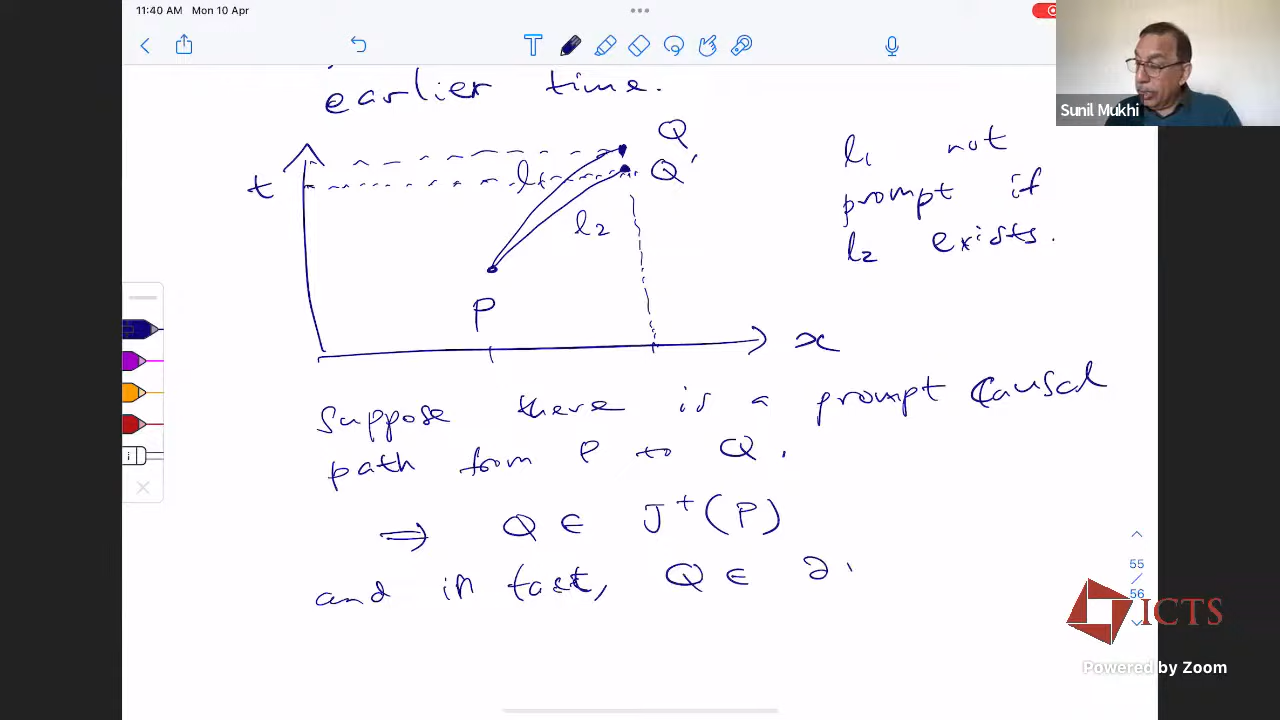 11:40 AM Mon 10 Apr
Sunil Mukhi
earlier time.
Q
Q'
t
l₁
l₂
P
x
l₁ not
prompt if
l₂ exists.
Suppose there is a prompt causal
path from P to Q.
⇒ Q ∈ J⁺(P)
and in fact, Q ∈ ∂
55
/
56
ICTS
Powered by Zoom